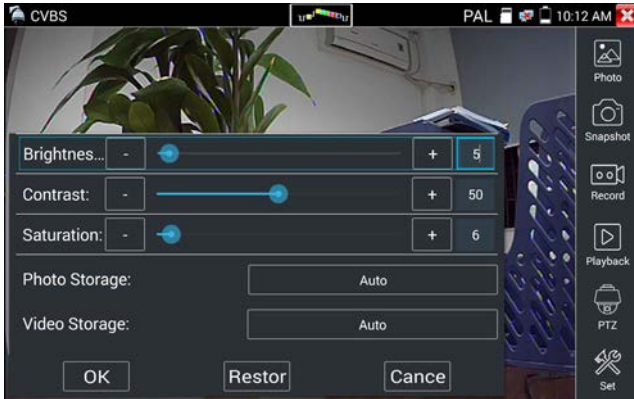 CVBS
PAL 10:12 AM
Photo
Snapshot
Record
Playback
PTZ
Set
Brightnes... - + 5
Contrast: - + 50
Saturation: - + 6
Photo Storage: Auto
Video Storage: Auto
OK Restor Cance